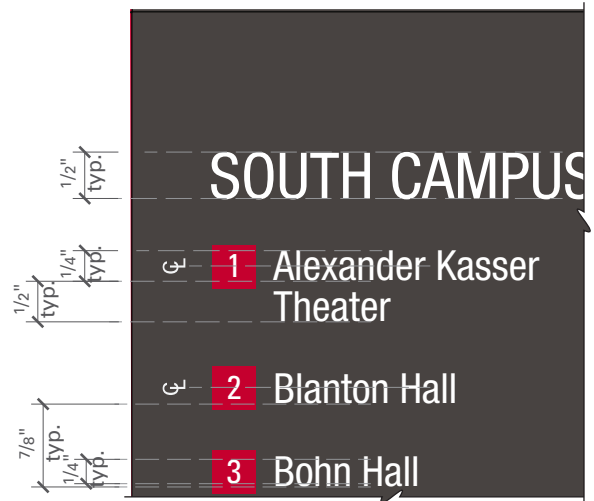 1/2" typ.
SOUTH CAMPUS
1/4" typ.
℄ 1 Alexander Kasser
1/2" typ.
Theater
℄ 2 Blanton Hall
7/8" typ.
1/4" typ.
3 Bohn Hall